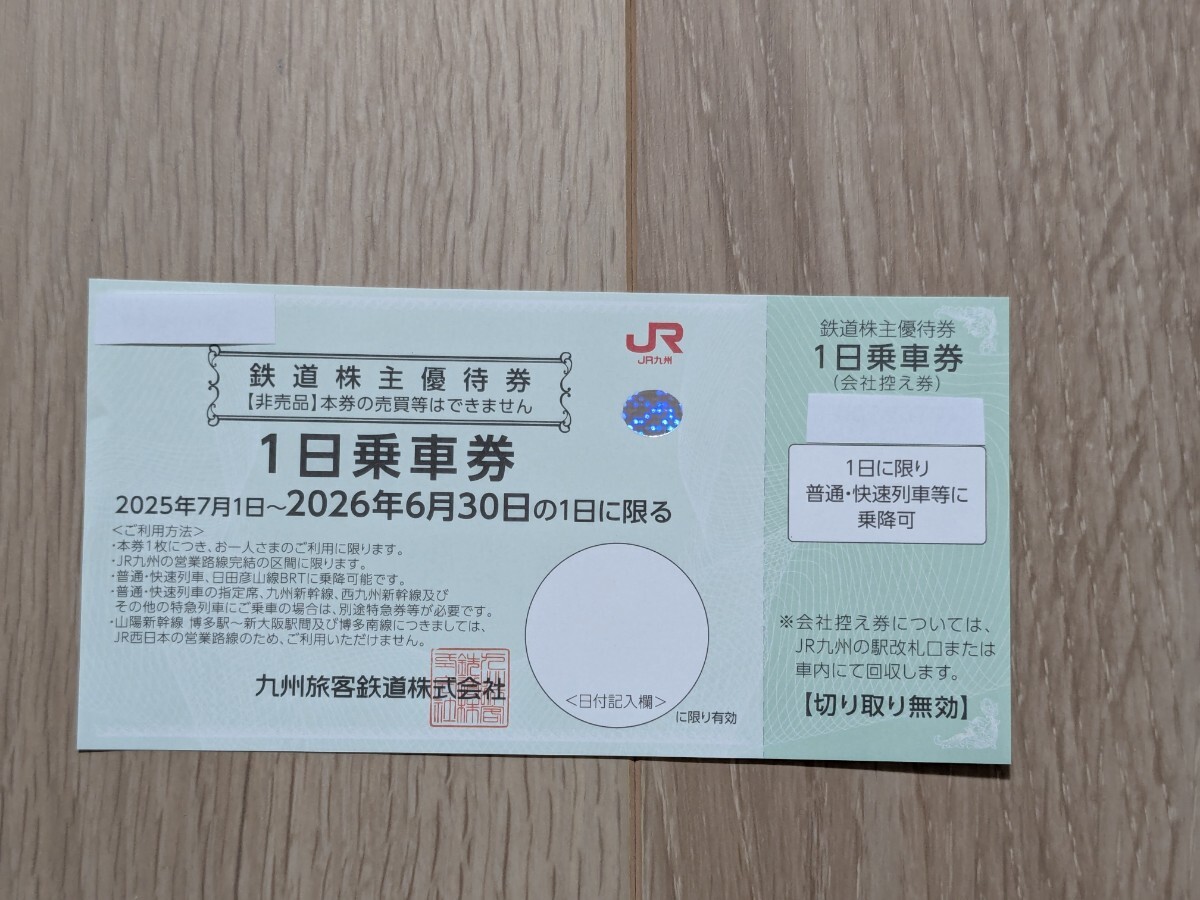 鉄道株主優待券
【非売品】本券の売買等はできません
JR
JR九州
1日乗車券
2025年7月1日～2026年6月30日の1日に限る
＜ご利用方法＞
・本券1枚につき、お一人さまのご利用に限ります。
・JR九州の営業路線完結の区間に限ります。
・普通・快速列車、日田彦山線BRTに乗降可能です。
・普通・快速列車の指定席、九州新幹線、西九州新幹線及び
その他の特急列車にご乗車の場合は、別途特急券等が必要です。
・山陽新幹線 博多駅～新大阪駅間及び博多南線につきましては、
JR西日本の営業路線のため、ご利用いただけません。
九州旅客鉄道株式会社
＜日付記入欄＞
に限り有効
鉄道株主優待券
1日乗車券
（会社控え券）
1日に限り
普通・快速列車等に
乗降可
※会社控え券については、
JR九州の駅改札口または
車内にて回収します。
【切り取り無効】